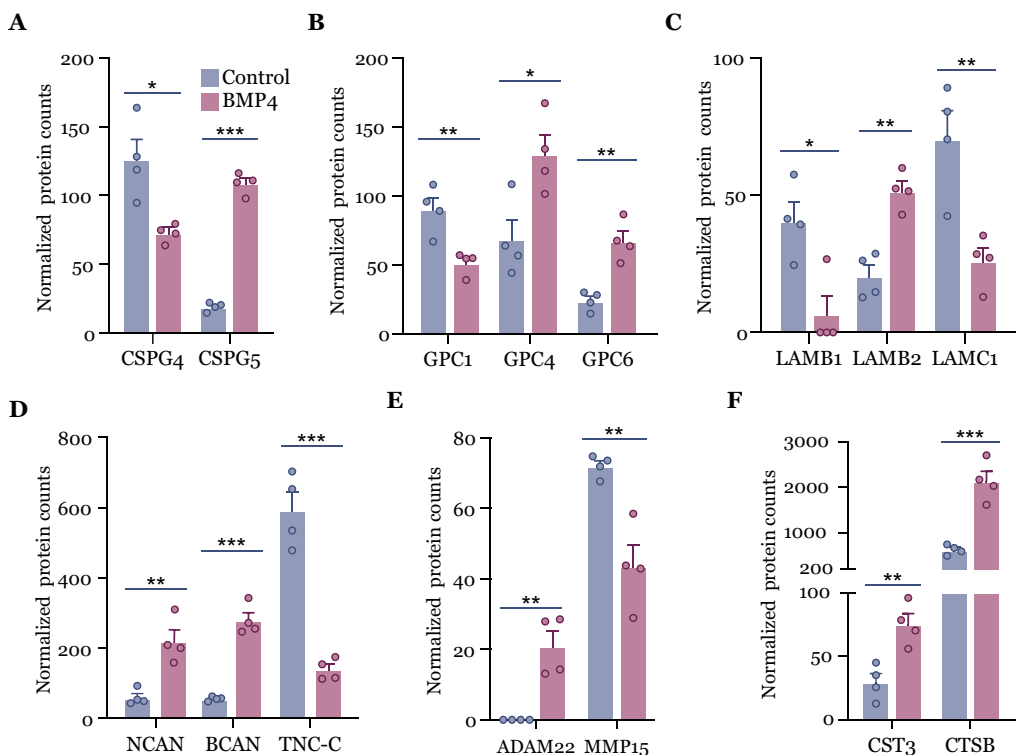 A
Normalized protein counts
200
150
100
50
0
Control
BMP4
*
***
CSPG4 CSPG5
B
Normalized protein counts
200
150
100
50
0
**
*
**
GPC1 GPC4 GPC6
C
Normalized protein counts
100
50
0
*
**
**
LAMB1 LAMB2 LAMC1
D
Normalized protein counts
800
600
400
200
0
**
***
***
NCAN BCAN TNC-C
E
Normalized protein counts
80
60
40
20
0
**
**
ADAM22 MMP15
F
Normalized protein counts
3000
2000
1000
200
100
50
0
**
***
CST3 CTSB